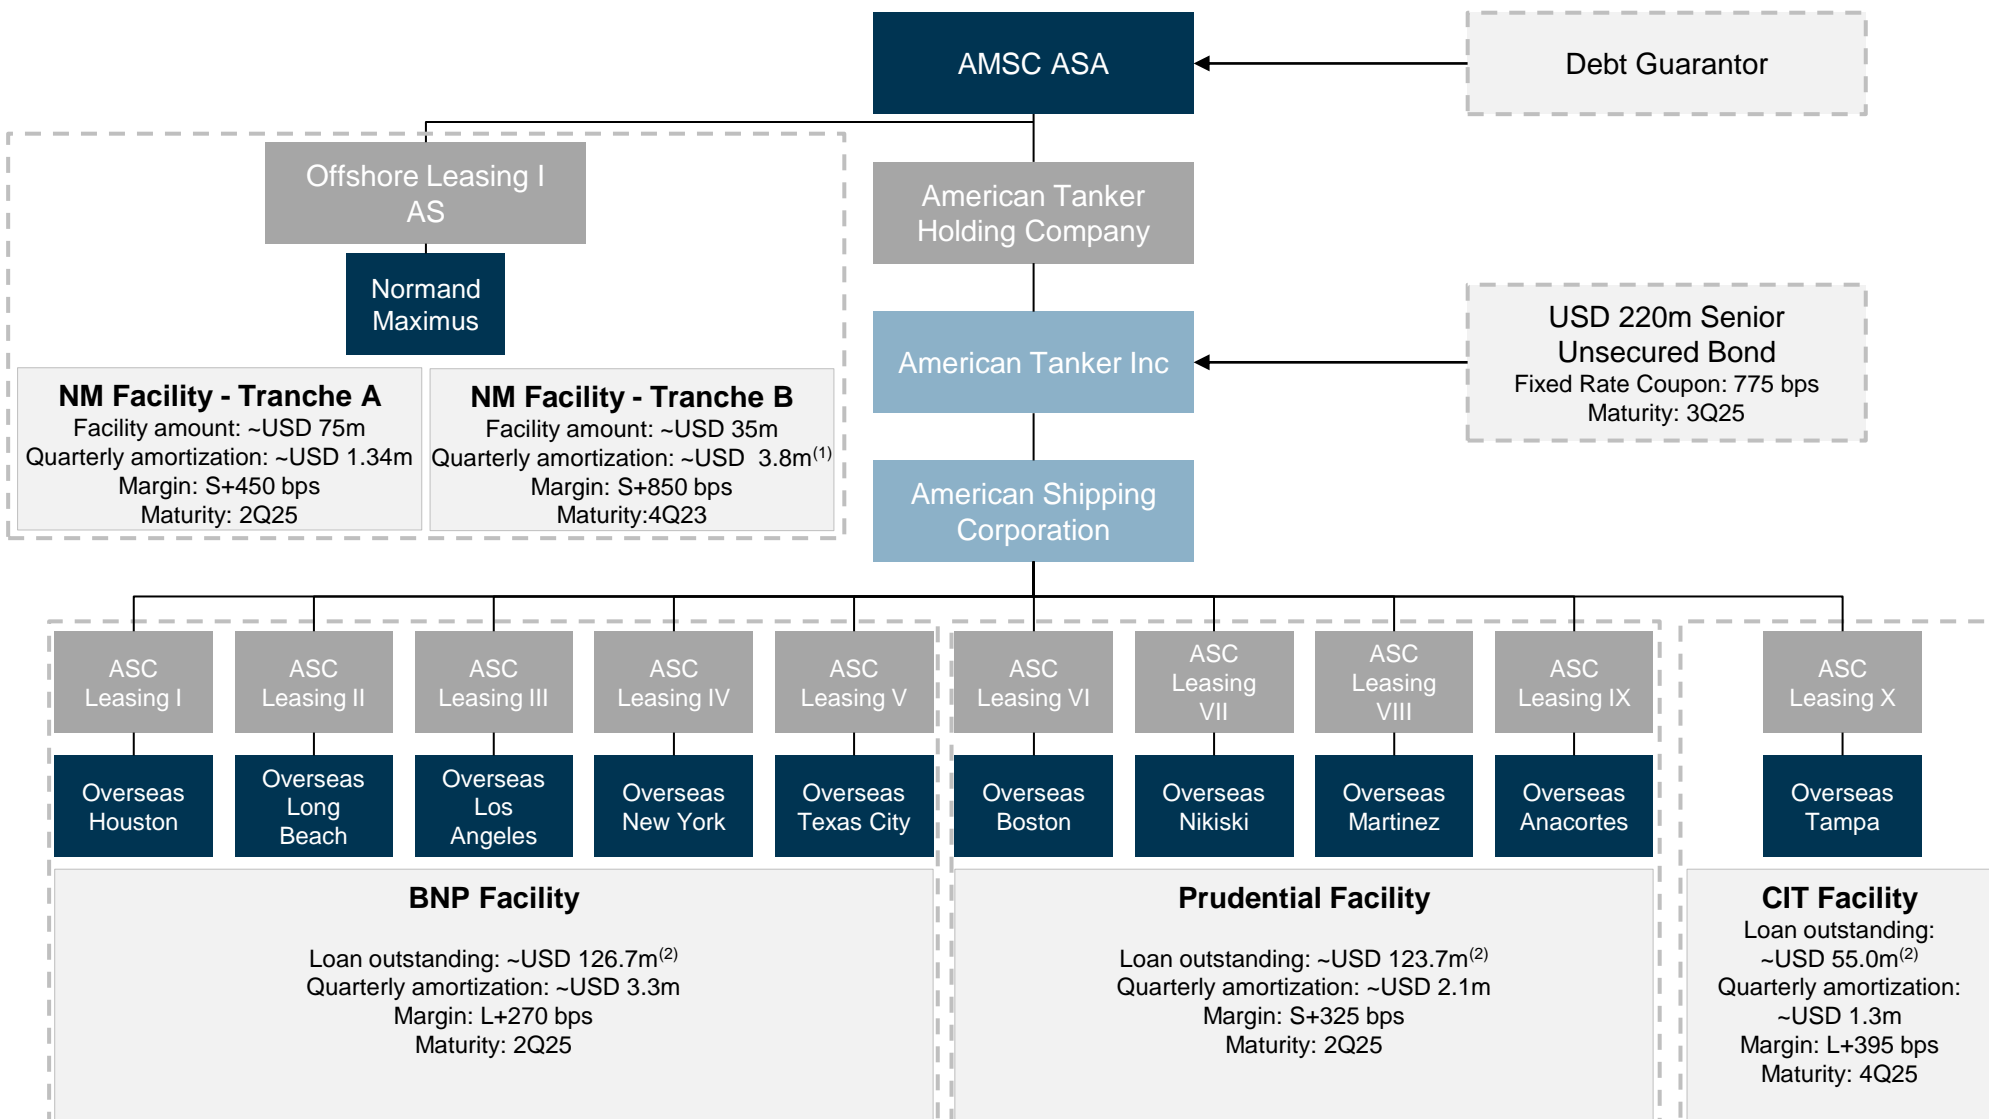 AMSC ASA
Debt Guarantor
Offshore Leasing I
AS
American Tanker
Holding Company
Normand
Maximus
American Tanker Inc
USD 220m Senior
Unsecured Bond
Fixed Rate Coupon: 775 bps
Maturity: 3Q25
NM Facility - Tranche A
Facility amount: ~USD 75m
Quarterly amortization: ~USD 1.34m
Margin: S+450 bps
Maturity: 2Q25
NM Facility - Tranche B
Facility amount: ~USD 35m
Quarterly amortization: ~USD 3.8m(1)
Margin: S+850 bps
Maturity:4Q23
American Shipping
Corporation
ASC
Leasing I
ASC
Leasing II
ASC
Leasing III
ASC
Leasing IV
ASC
Leasing V
ASC
Leasing VI
ASC
Leasing
VII
ASC
Leasing
VIII
ASC
Leasing IX
ASC
Leasing X
Overseas
Houston
Overseas
Long
Beach
Overseas
Los
Angeles
Overseas
New York
Overseas
Texas City
Overseas
Boston
Overseas
Nikiski
Overseas
Martinez
Overseas
Anacortes
Overseas
Tampa
BNP Facility
Loan outstanding: ~USD 126.7m(2)
Quarterly amortization: ~USD 3.3m
Margin: L+270 bps
Maturity: 2Q25
Prudential Facility
Loan outstanding: ~USD 123.7m(2)
Quarterly amortization: ~USD 2.1m
Margin: S+325 bps
Maturity: 2Q25
CIT Facility
Loan outstanding:
~USD 55.0m(2)
Quarterly amortization:
~USD 1.3m
Margin: L+395 bps
Maturity: 4Q25